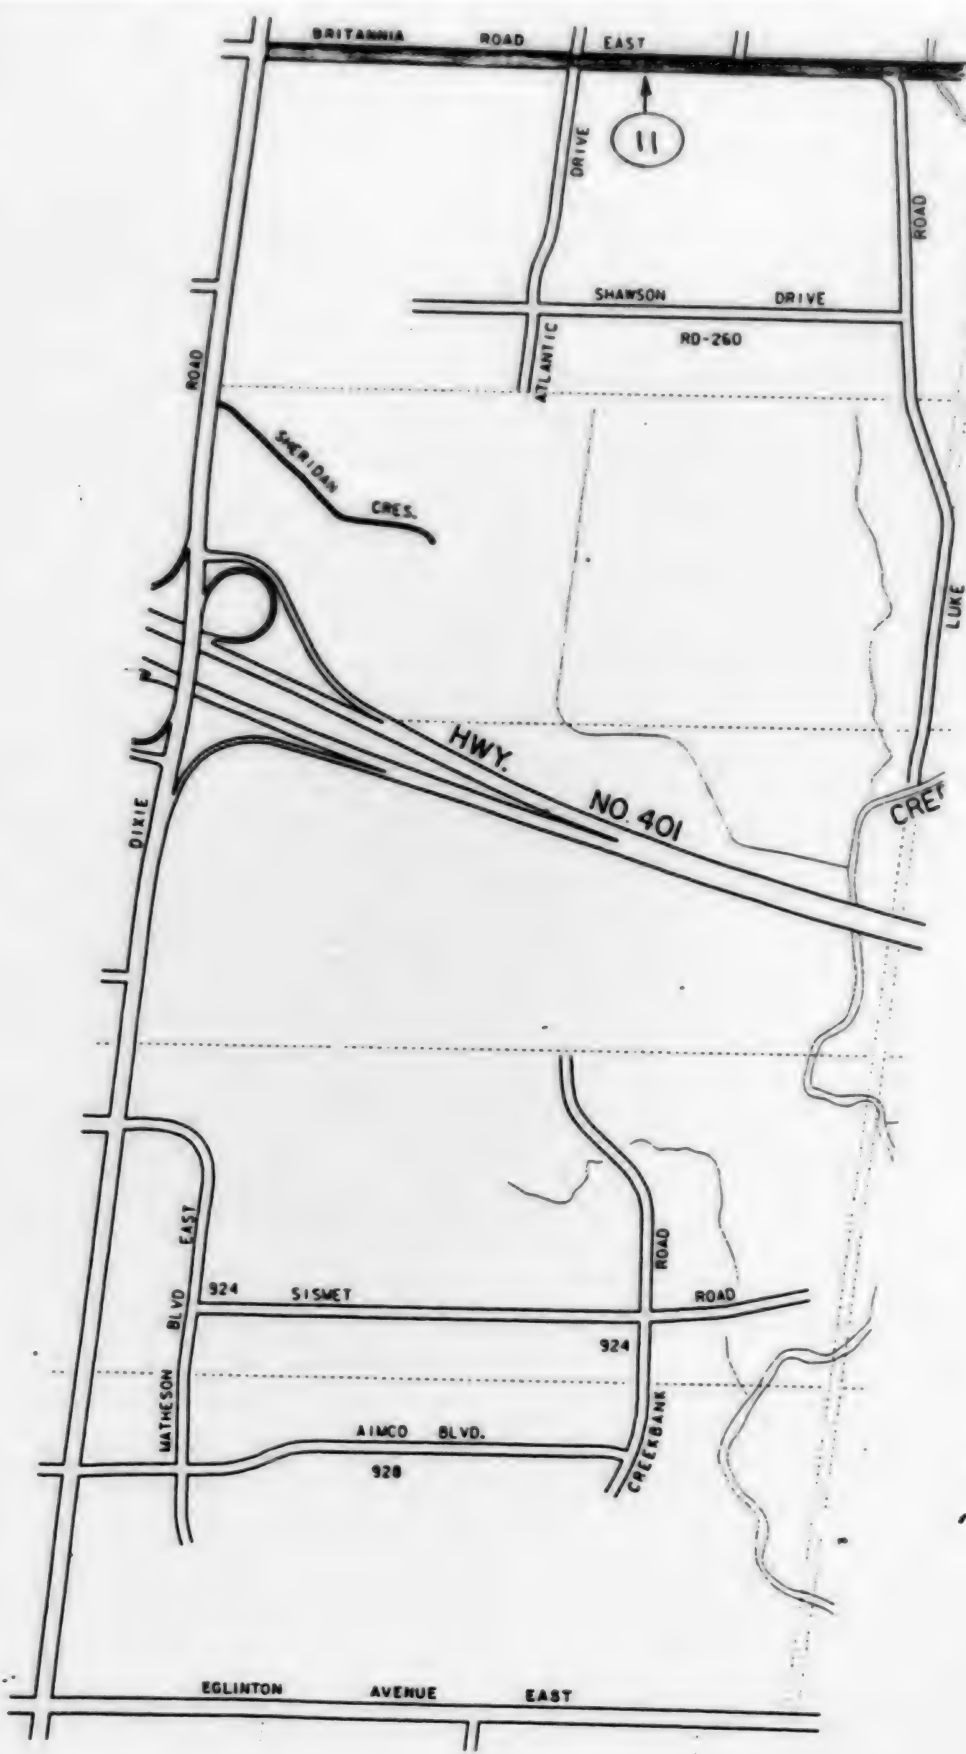 BRITANNIA ROAD EAST
11
DRIVE
ROAD
SHAWSON DRIVE
RD-260
ATLANTIC
ROAD
SHERIDAN CRES.
LUKE
HWY. NO. 401
DIXIE
EAST
ROAD
924 SISMET ROAD
BLVD
924
MATHESON
AIMCO BLVD.
928
CREEKBANK
EGLINTON AVENUE EAST